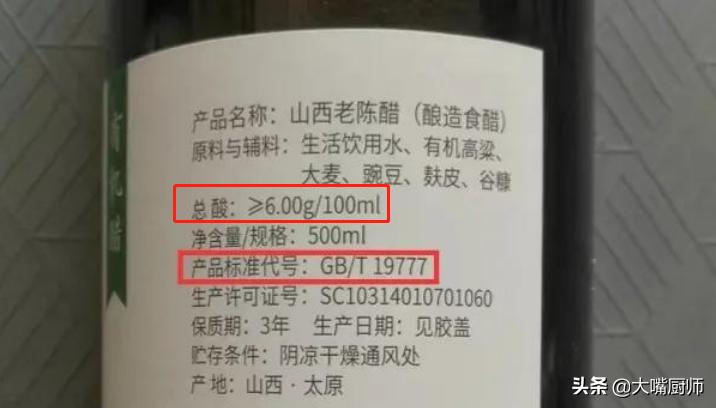 有机醋
产品名称：山西老陈醋（酿造食醋)
原料与辅料：生活饮用水、有机高粱、
大麦、豌豆、麸皮、谷糠
总酸：≥6.00g/100ml
净含量/规格：500ml
产品标准代号：GB/T 19777
生产许可证号：SC10314010701060
保质期：3年 生产日期：见胶盖
贮存条件：阴凉干燥通风处
产地：山西·太原
头条 @大嘴厨师